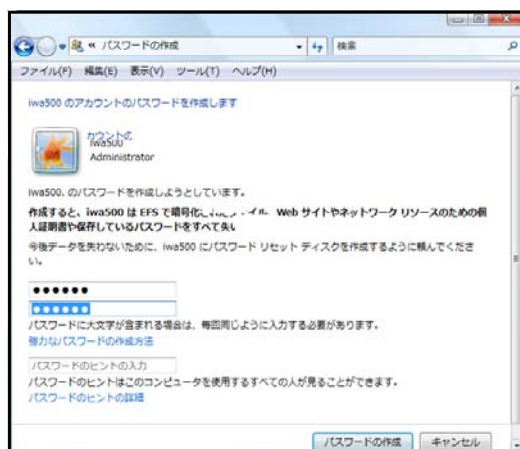 « パスワードの作成
検索
ファイル(F) 編集(E) 表示(V) ツール(T) ヘルプ(H)
iwa500 のアカウントのパスワードを作成します
カウントの
iwa500
Administrator
iwa500. のパスワードを作成しようとしています。
作成すると、iwa500 は EFS で暗号化 イル、Web サイトやネットワーク リソースのための個
人証明書や保存しているパスワードをすべて失い
今後データを失わないために、iwa500 にパスワード リセット ディスクを作成するように頼んでくださ
い。
●●●●●●
●●●●●●
パスワードに大文字が含まれる場合は、毎回同じように入力する必要があります。
強力なパスワードの作成方法
パスワードのヒントの入力
パスワードのヒントはこのコンピュータを使用するすべての人が見ることができます。
パスワードのヒントの詳細
パスワードの作成 キャンセル